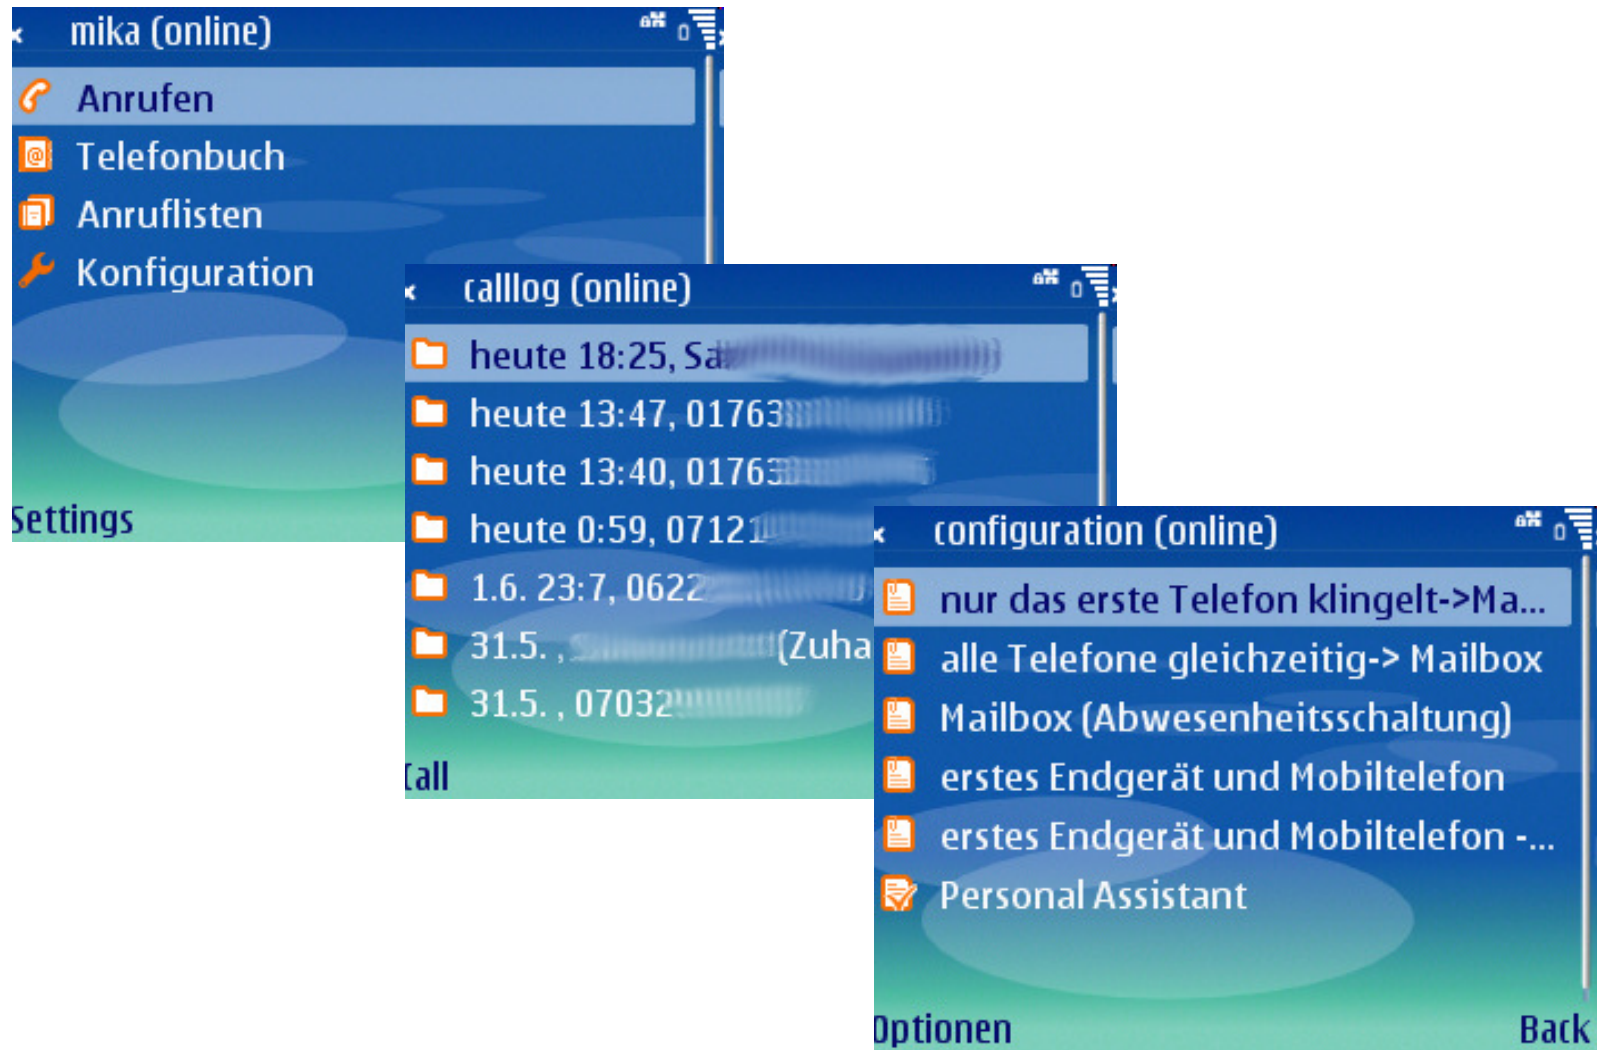 mika (online)
Anrufen
Telefonbuch
Anruflisten
Konfiguration
Settings
calllog (online)
heute 18:25,
heute 13:47, 01763
heute 13:40, 01763
heute 0:59, 07121
1.6. 23:7, 0622
31.5. , (Zuha
31.5. , 07032
Call
configuration (online)
nur das erste Telefon klingelt->Ma...
alle Telefone gleichzeitig-> Mailbox
Mailbox (Abwesenheitsschaltung)
erstes Endgerät und Mobiltelefon
erstes Endgerät und Mobiltelefon -...
Personal Assistant
Optionen
Back